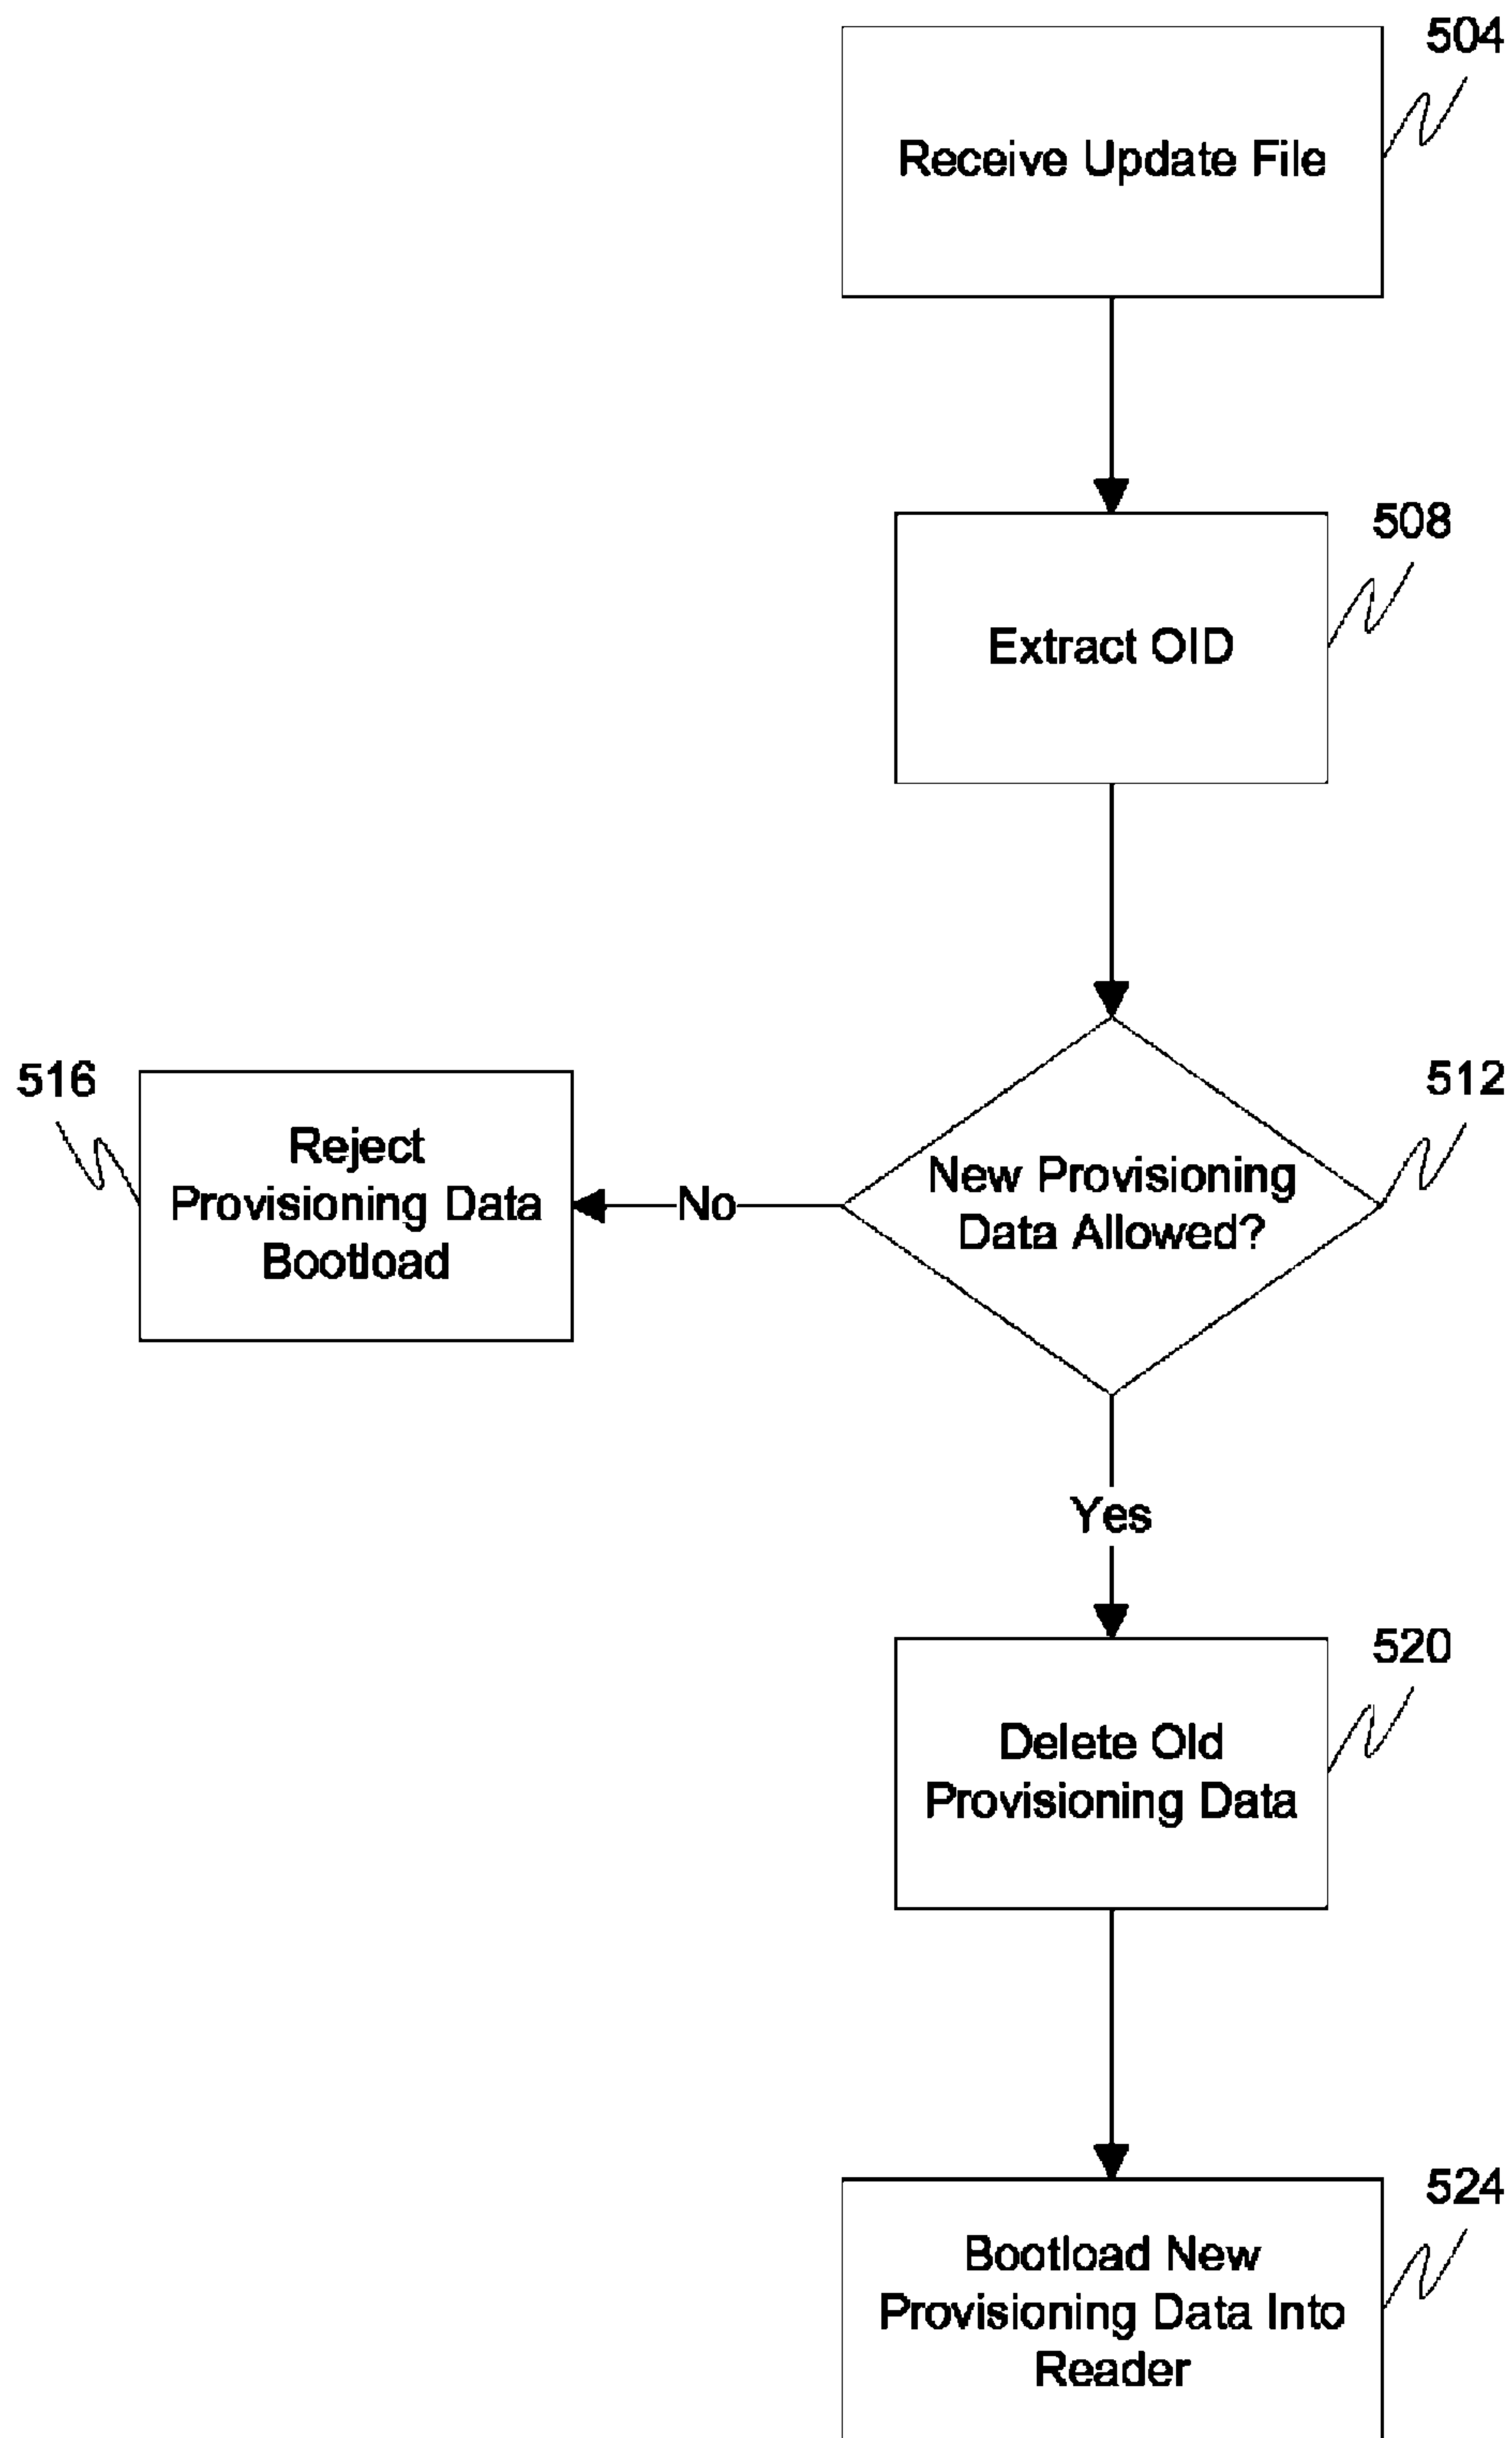 504
Receive Update File
508
Extract OID
516
512
Reject
Provisioning Data
Bootload
No
New Provisioning
Data Allowed?
Yes
520
Delete Old
Provisioning Data
524
Bootload New
Provisioning Data Into
Reader